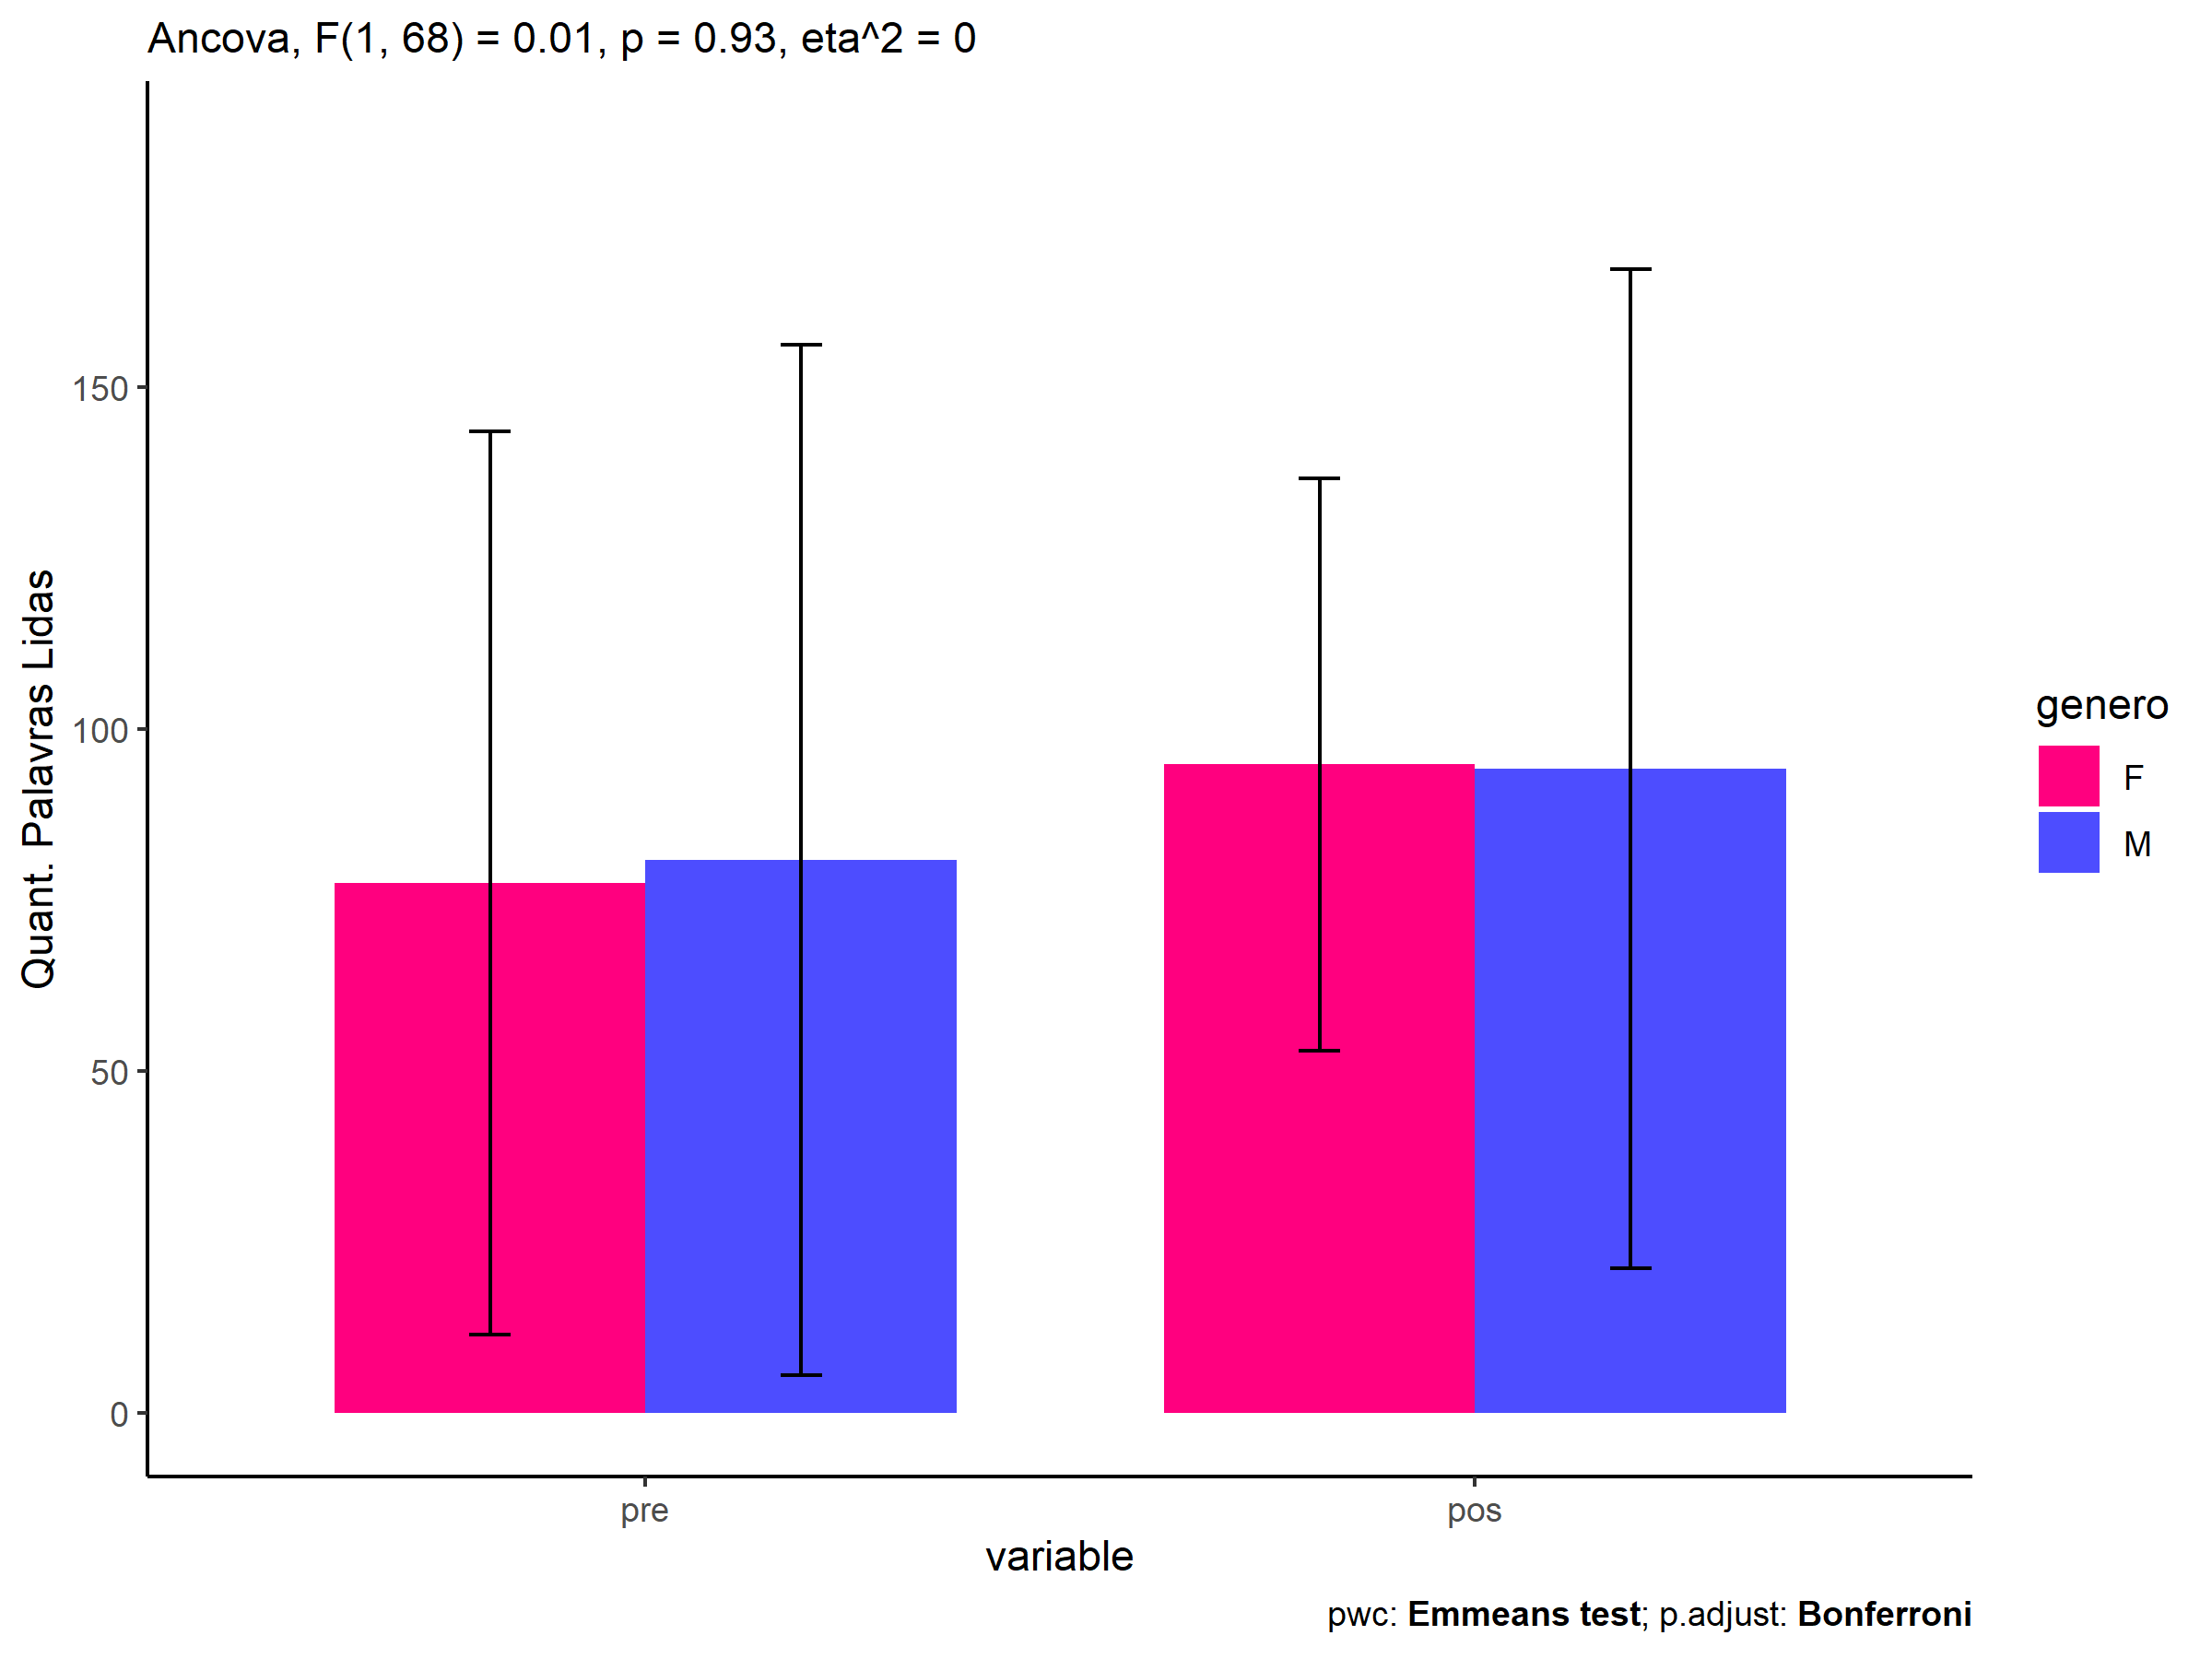 Ancova, F(1, 68) = 0.01, p = 0.93, eta^2 = 0
Quant. Palavras Lidas
150
100
50
0
pre
pos
variable
genero
F
M
pwc: Emmeans test; p.adjust: Bonferroni